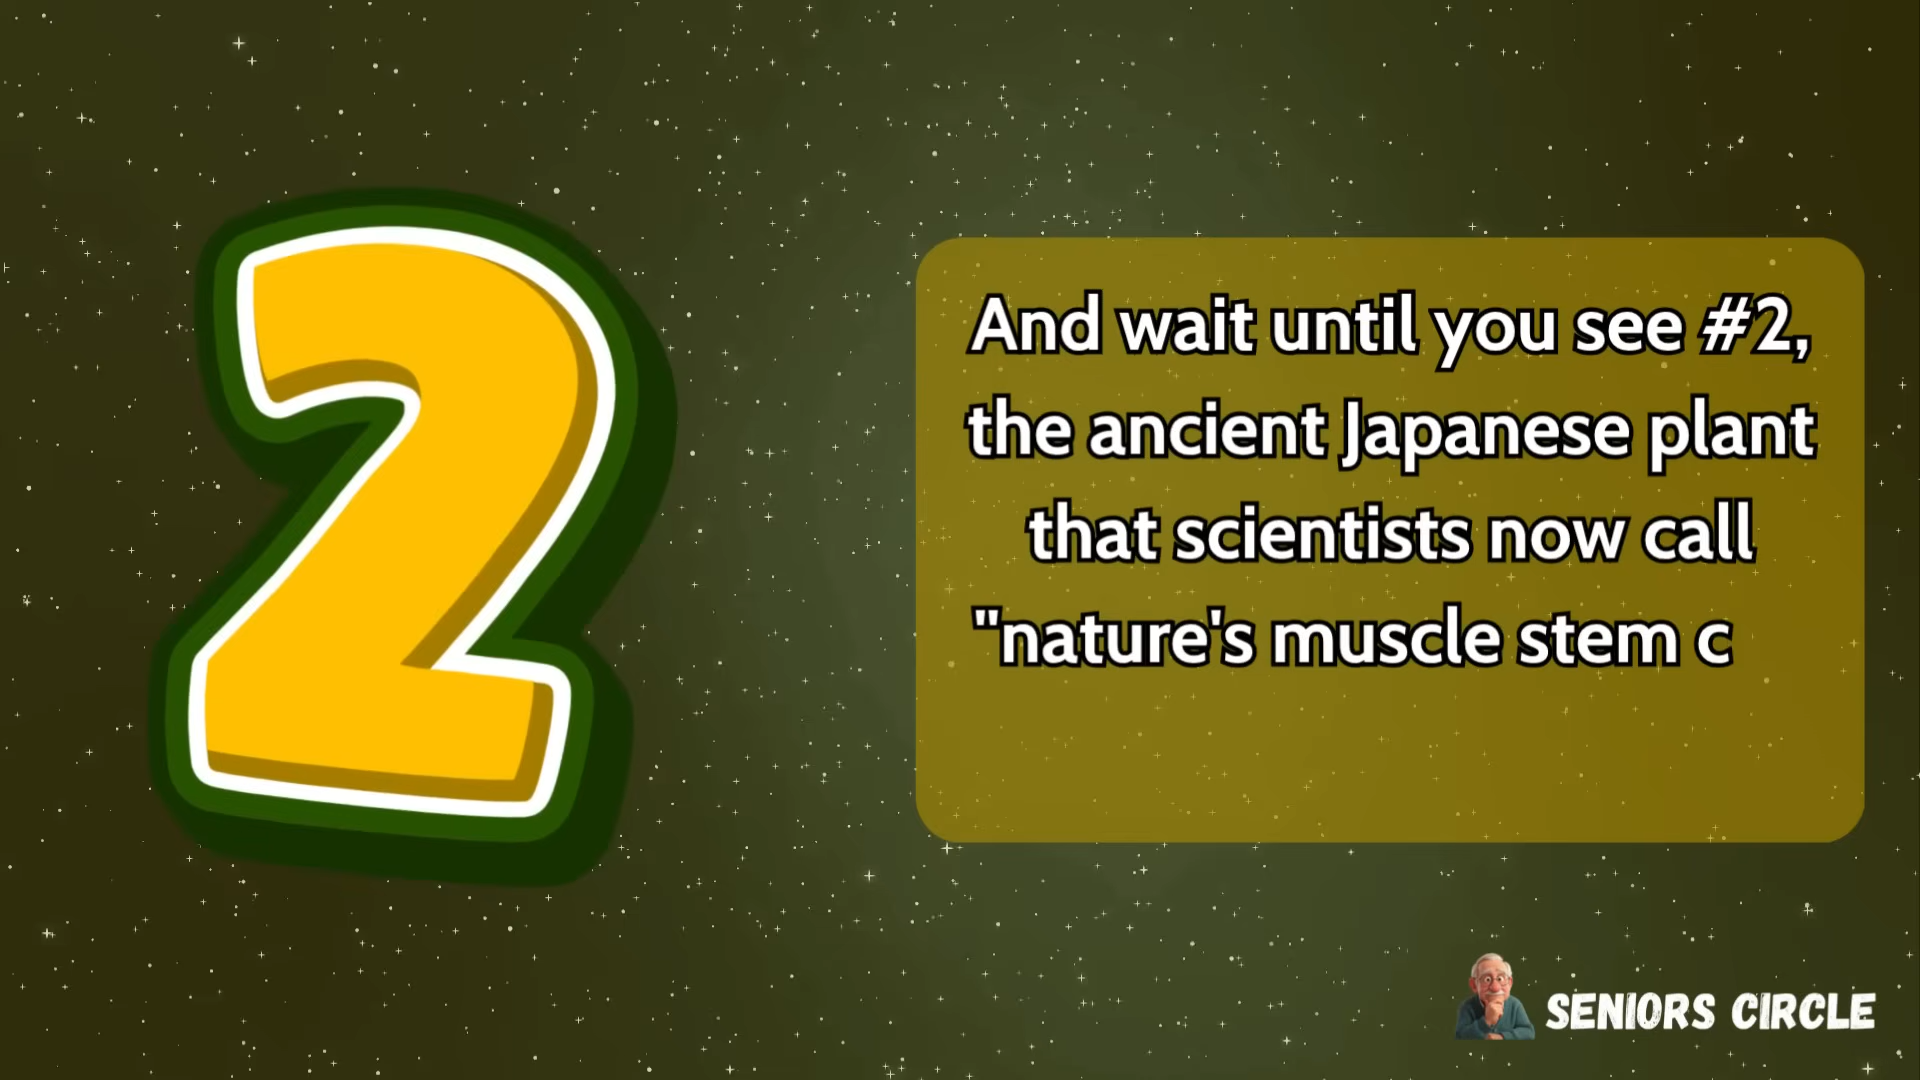 2
And wait until you see #2,
the ancient Japanese plant
that scientists now call
"nature's muscle stem c
SENIORS CIRCLE